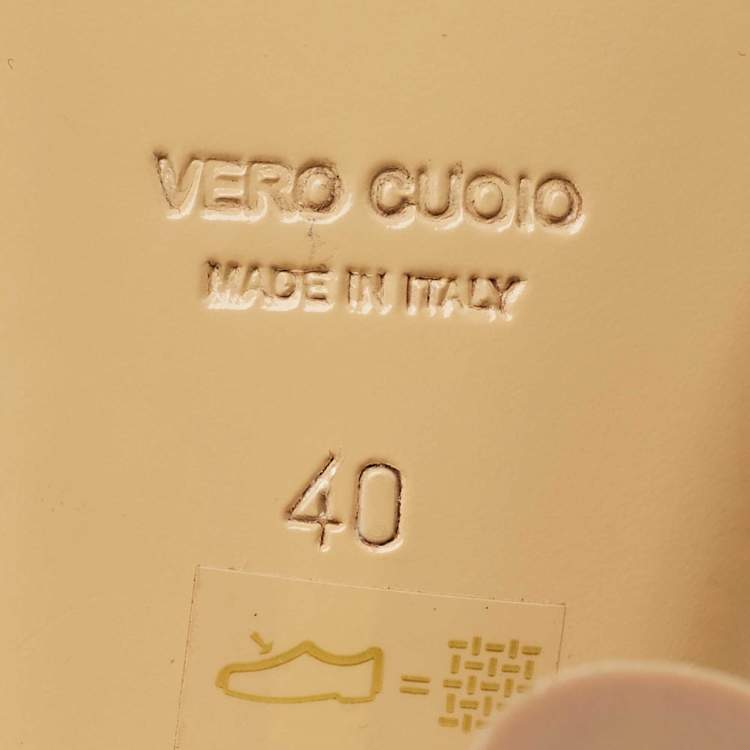 VERO CUOIO
MADE IN ITALY
40
=